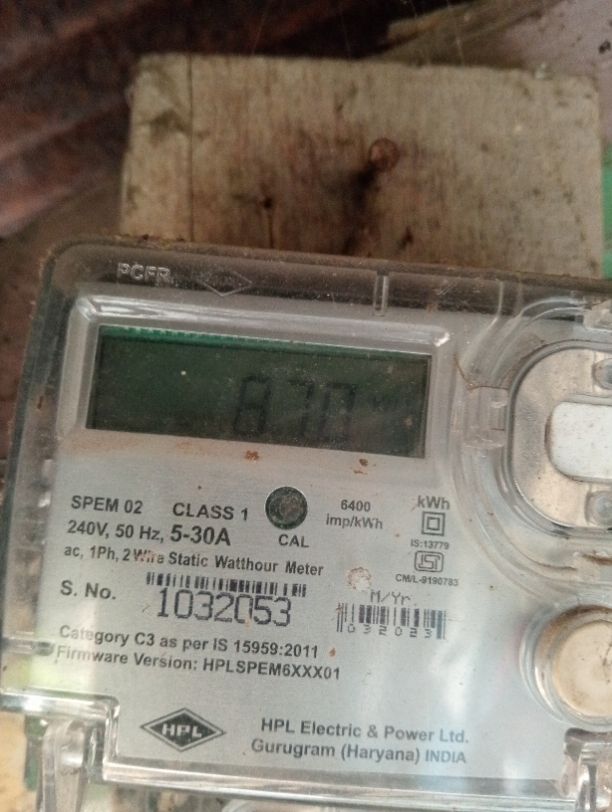 PCFR
870
SPEM 02 CLASS 1
240V, 50 Hz, 5-30A
CAL
6400
imp/kWh
kWh
IS:13779
ISI
CM/L-9190783
ac, 1Ph, 2 Wire Static Watthour Meter
S. No.
1032053
M/Yr.
032023
Category C3 as per IS 15959:2011
Firmware Version: HPLSPEM6XXX01
HPL
HPL Electric & Power Ltd.
Gurugram (Haryana) INDIA